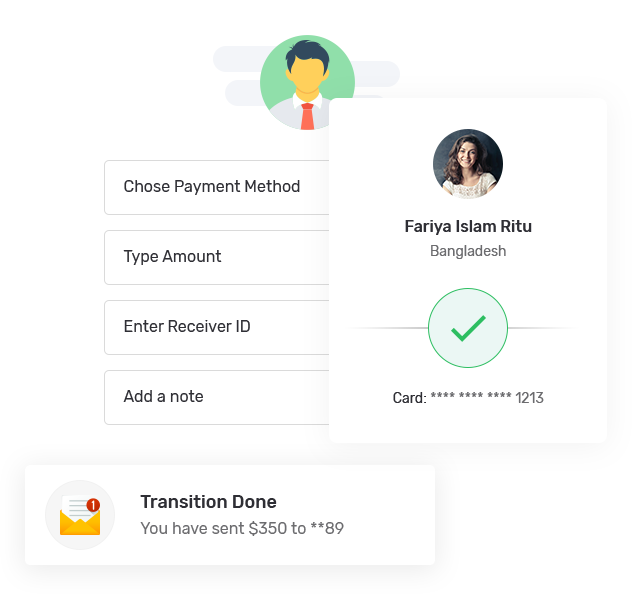 Chose Payment Method
Type Amount
Enter Receiver ID
Add a note
Fariya Islam Ritu
Bangladesh
Card: **** **** **** 1213
1
Transition Done
You have sent $350 to **89